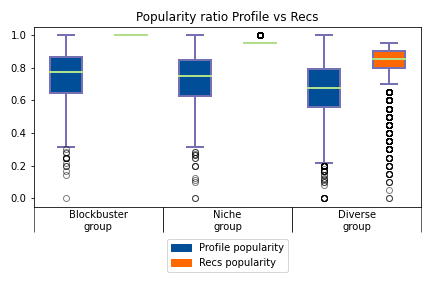 Popularity ratio Profile vs Recs
1.0
0.8
0.6
0.4
0.2
0.0
Blockbuster
group
Niche
group
Diverse
group
Profile popularity
Recs popularity